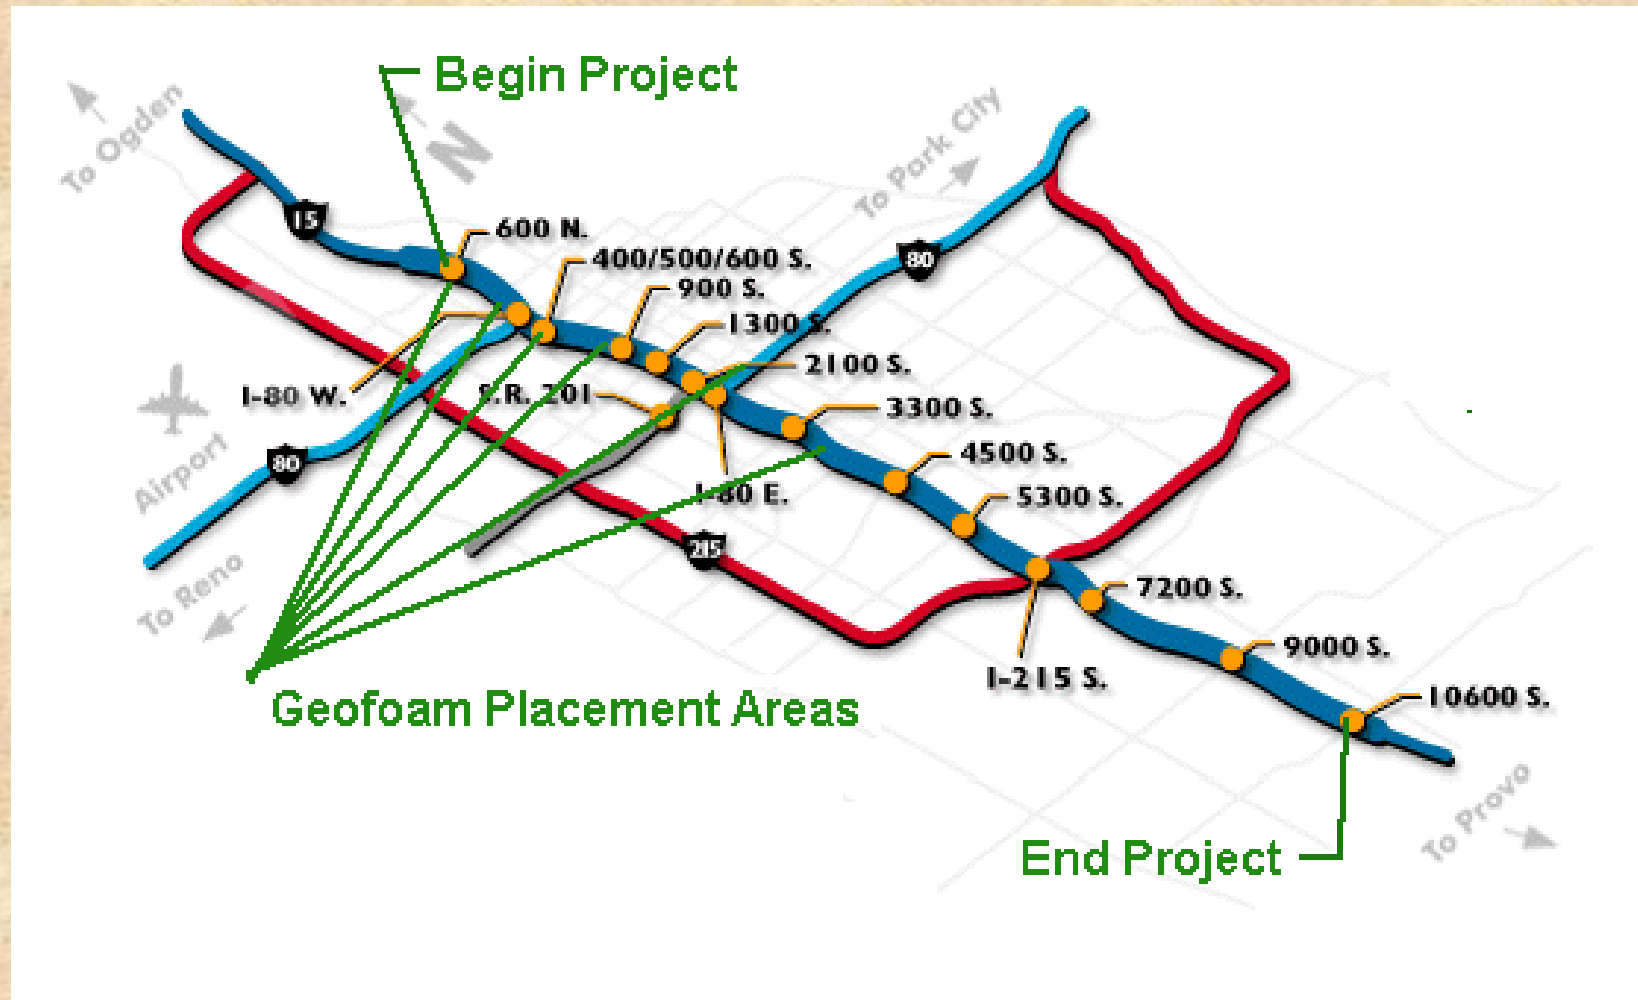 Begin Project
To Ogden
N
To Park City
15
600 N.
400/500/600 S.
80
900 S.
1300 S.
2100 S.
I-80 W.
S.R. 201
3300 S.
Airport
80
4500 S.
I-80 E.
5300 S.
215
To Reno
7200 S.
9000 S.
I-215 S.
10600 S.
Geofoam Placement Areas
To Provo
End Project